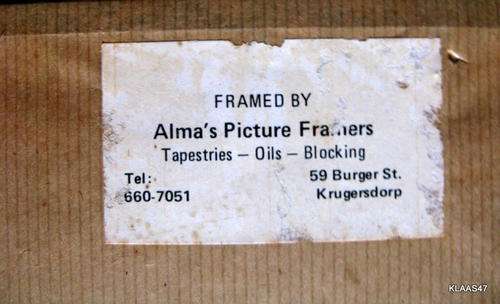 FRAMED BY
Alma's Picture Framers
Tapestries – Oils – Blocking
Tel: 59 Burger St.
660-7051 Krugersdorp
KLAAS47